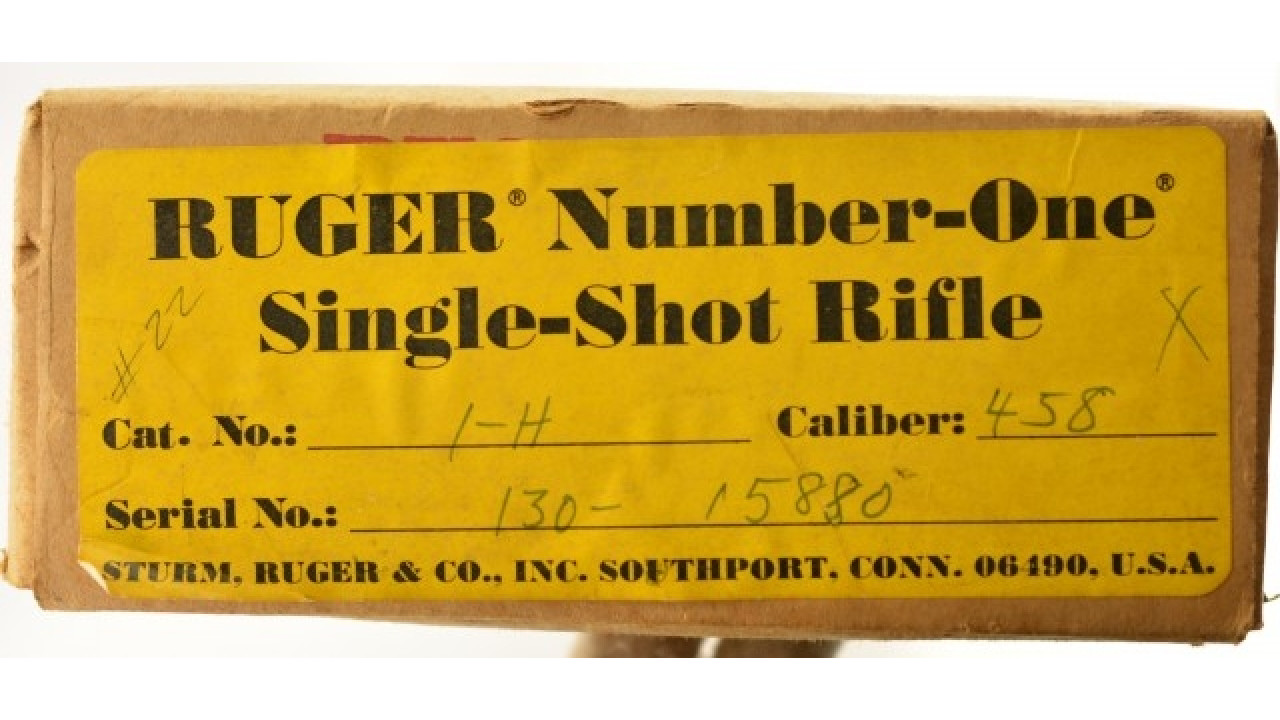 RUGER® Number-One®
Single-Shot Rifle
#22
X
Cat. No.: 1-H Caliber: 458
Serial No.: 130- 15880
STURM, RUGER & CO., INC. SOUTHPORT, CONN. 06490, U.S.A.